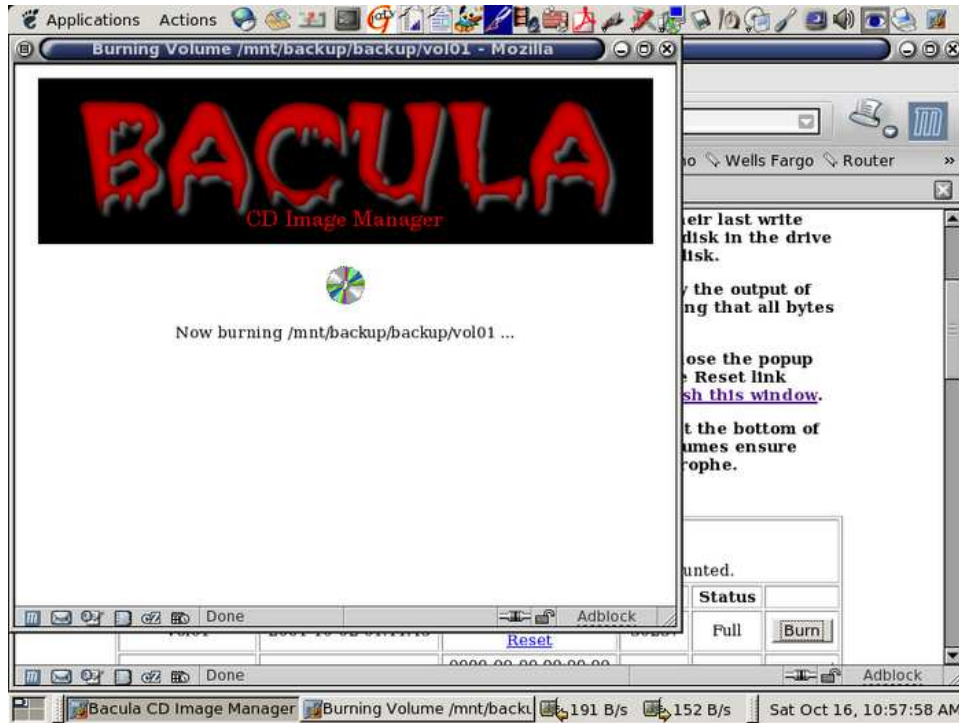 Applications Actions
Burning Volume /mnt/backup/backup/vol01 - Mozilla
BACULA
CD Image Manager
Now burning /mnt/backup/backup/vol01 ...
Done
Adblock
Wells Fargo Router »
eir last write
disk in the drive
disk.
the output of
ng that all bytes
ose the popup
Reset link
sh this window.
t the bottom of
umes ensure
rophe.
unted.
Status
Reset
Full
Burn
Done
Adblock
Bacula CD Image Manager
Burning Volume /mnt/backu
191 B/s
152 B/s
Sat Oct 16, 10:57:58 AM